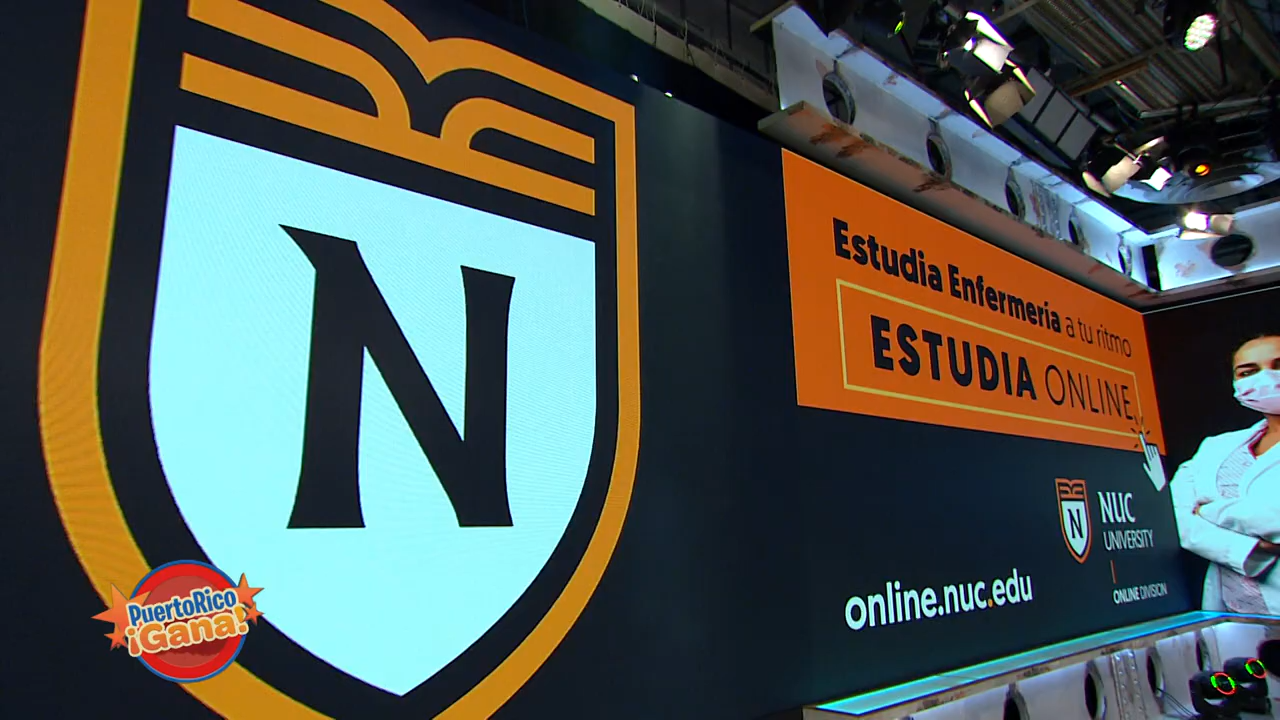 N
Estudia Enfermería a tu ritmo
ESTUDIA ONLINE
N
NUC
UNIVERSITY
ONLINE DIVISION
online.nuc.edu
PuertoRico
¡Gana!